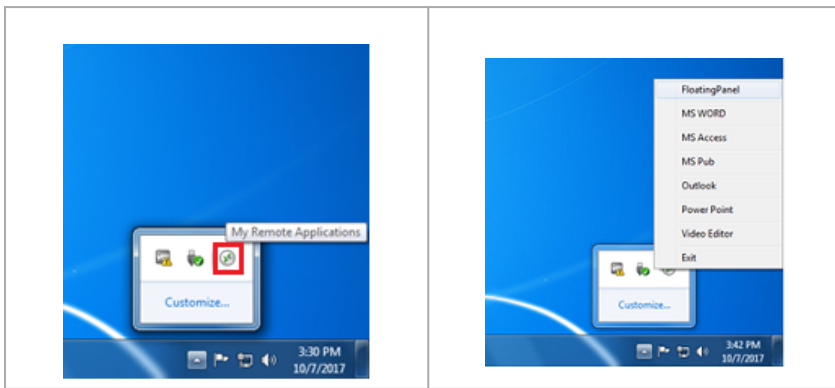 My Remote Applications
Customize...
3:30 PM
10/7/2017
FloatingPanel
MS WORD
MS Access
MS Pub
Outlook
Power Point
Video Editor
Exit
Customize...
3:42 PM
10/7/2017